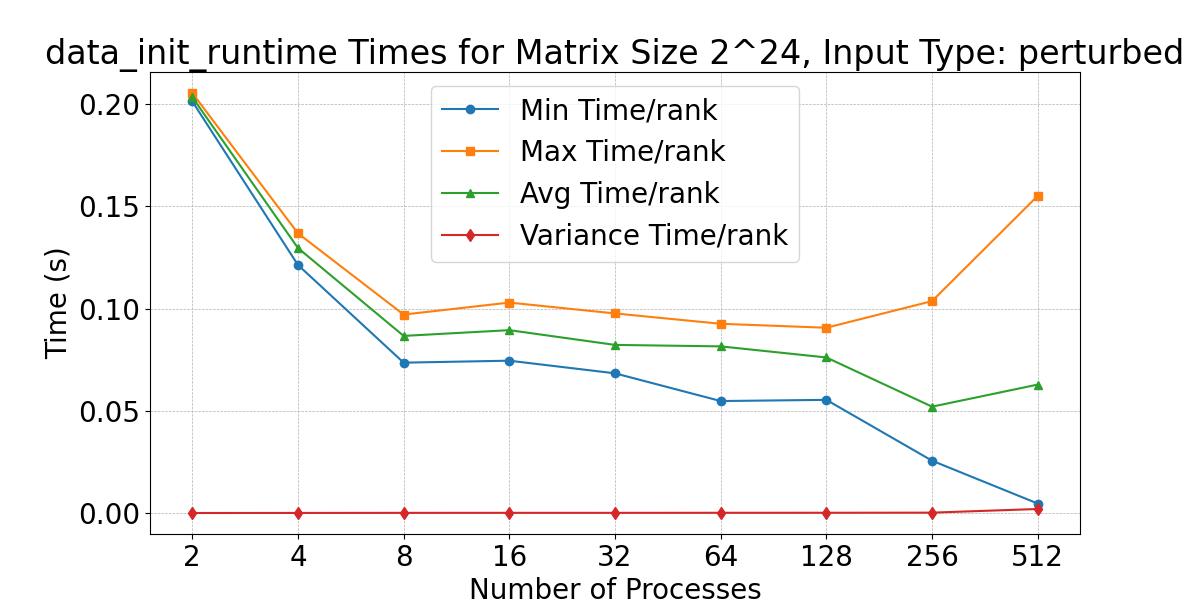 data_init_runtime Times for Matrix Size 2^24, Input Type: perturbed
Min Time/rank
Max Time/rank
Avg Time/rank
Variance Time/rank
Time (s)
0.20
0.15
0.10
0.05
0.00
2 4 8 16 32 64 128 256 512
Number of Processes